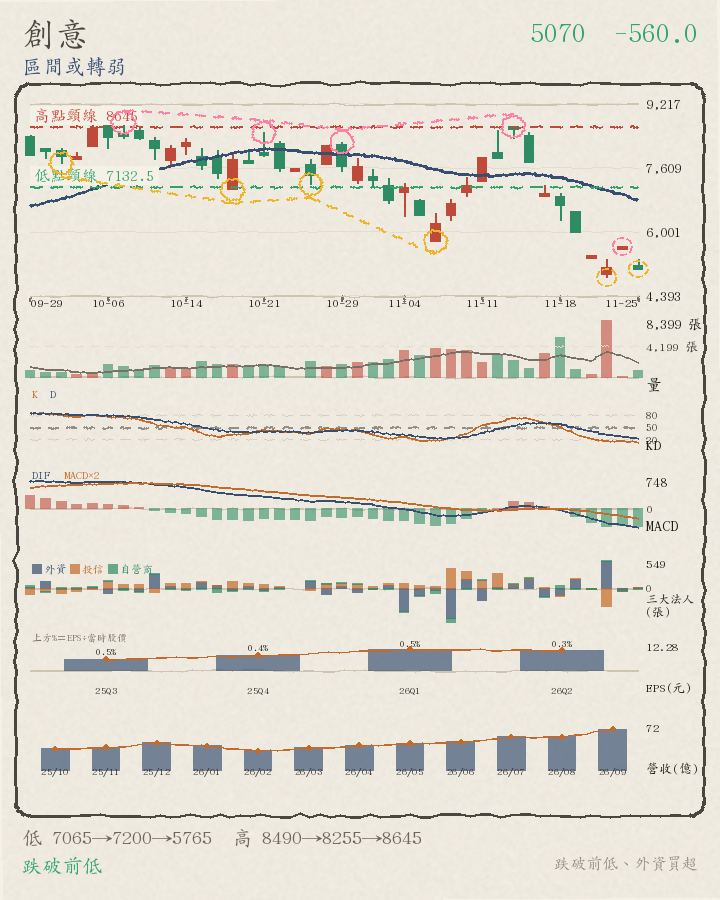 創意
5070 -560.0
區間或轉弱
9,217
高點頸線 8645
7,609
低點頸線 7132.5
6,001
4,393
09-29 10-06 10-14 10-21 10-29 11-04 11-11 11-18 11-25
8,399 張
4,199 張
量
K D
80
50
20
KD
DIF MACD×2
748
0
MACD
外資 投信 自營商
549
0
三大法人
(張)
上方%=EPS÷當時股價
0.5% 0.4% 0.5% 0.3%
12.28
25Q3 25Q4 26Q1 26Q2
EPS(元)
72
25/10 25/11 25/12 26/01 26/02 26/03 26/04 26/05 26/06 26/07 26/08 26/09
營收(億)
低 7065→7200→5765 高 8490→8255→8645
跌破前低
跌破前低、外資買超